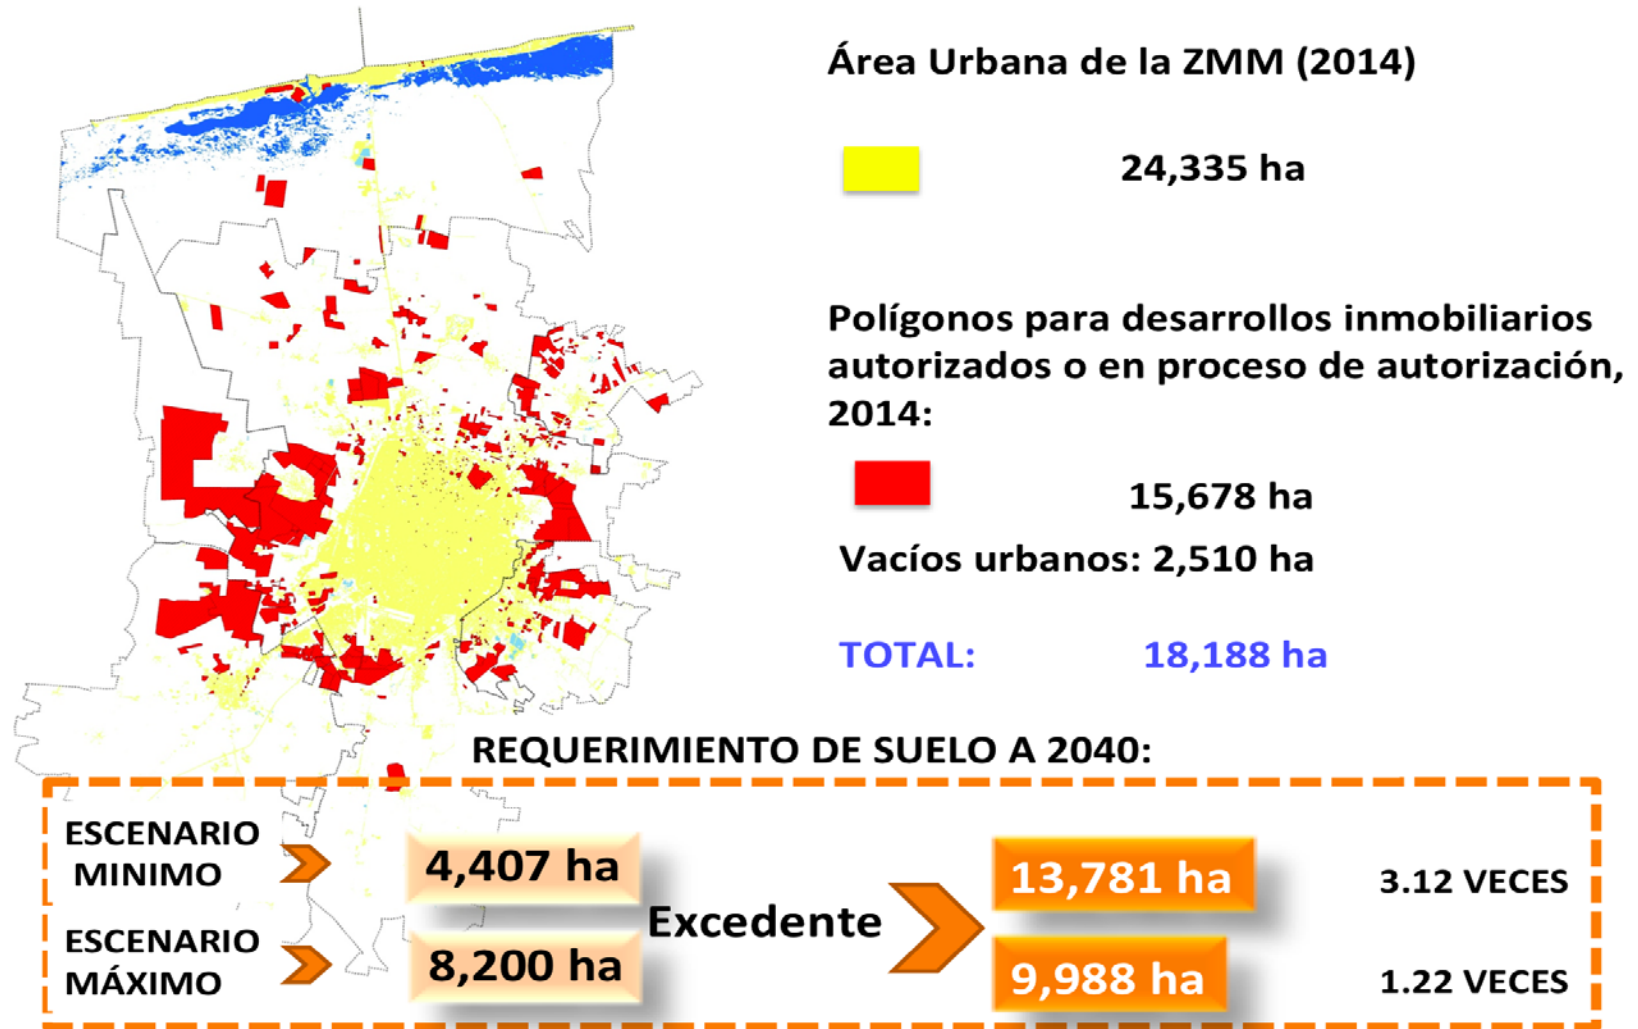 Área Urbana de la ZMM (2014)
24,335 ha
Polígonos para desarrollos inmobiliarios
autorizados o en proceso de autorización,
2014:
15,678 ha
Vacíos urbanos: 2,510 ha
TOTAL: 18,188 ha
REQUERIMIENTO DE SUELO A 2040:
ESCENARIO
MINIMO
4,407 ha
13,781 ha
3.12 VECES
Excedente
ESCENARIO
MÁXIMO
8,200 ha
9,988 ha
1.22 VECES